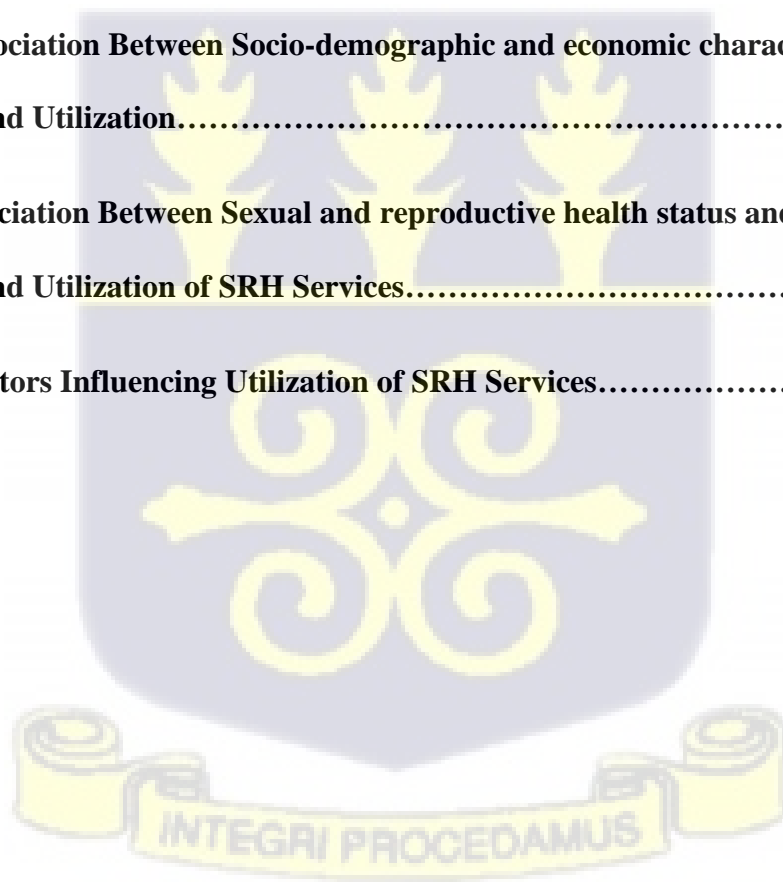 ociation Between Socio-demographic and economic charac
nd Utilization…………………………………………………………
ciation Between Sexual and reproductive health status and
nd Utilization of SRH Services……………………………………
tors Influencing Utilization of SRH Services…………………
INTEGRI PROCEDAMUS